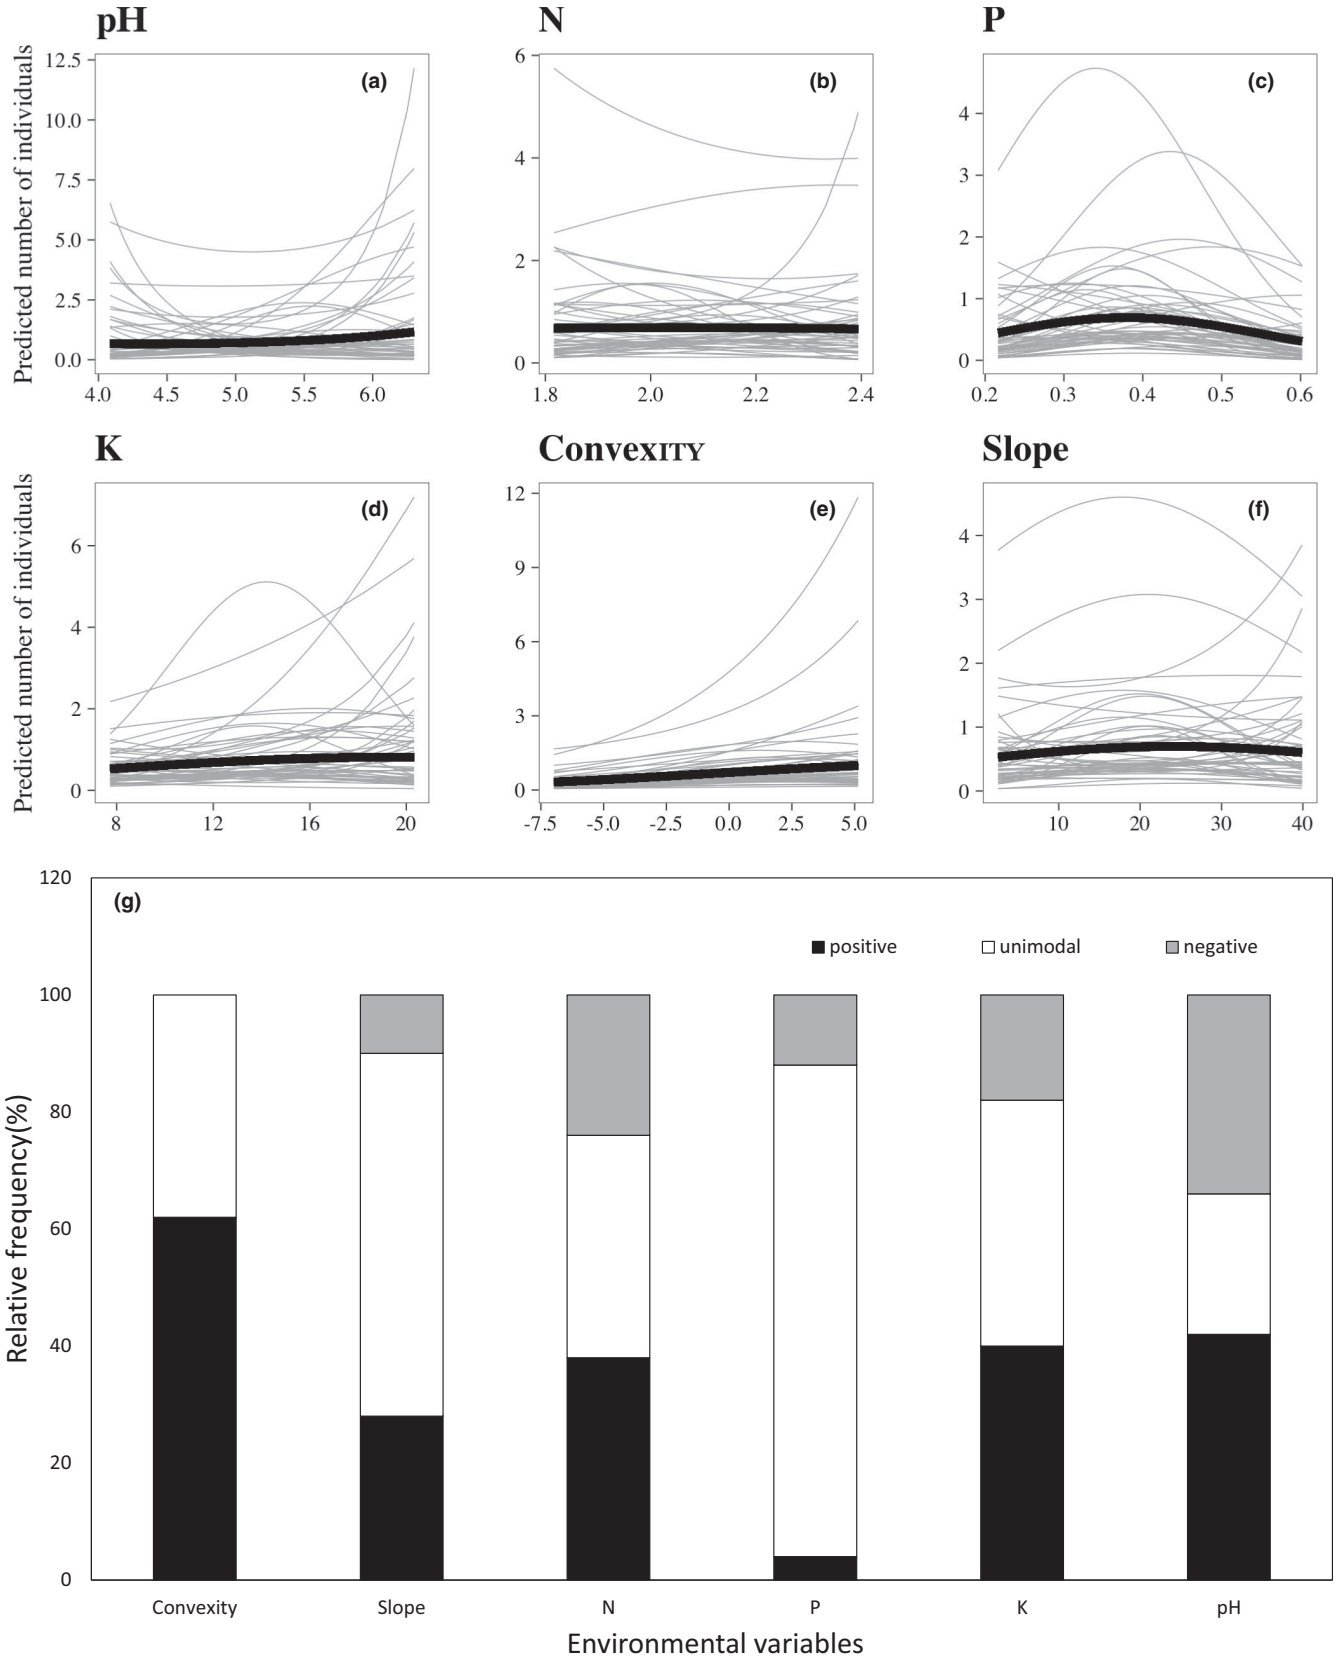 pH N P
Predicted number of individuals
12.5
10.0
7.5
5.0
2.5
0.0
(a)
4.0 4.5 5.0 5.5 6.0
6
4
2
0
(b)
1.8 2.0 2.2 2.4
4
3
2
1
0
(c)
0.2 0.3 0.4 0.5 0.6
K Convexity Slope
Predicted number of individuals
6
4
2
0
(d)
8 12 16 20
12
9
6
3
0
(e)
-7.5 -5.0 -2.5 0.0 2.5 5.0
4
3
2
1
0
(f)
10 20 30 40
(g)
positive unimodal negative
Relative frequency(%)
120
100
80
60
40
20
0
Convexity Slope N P K pH
Environmental variables